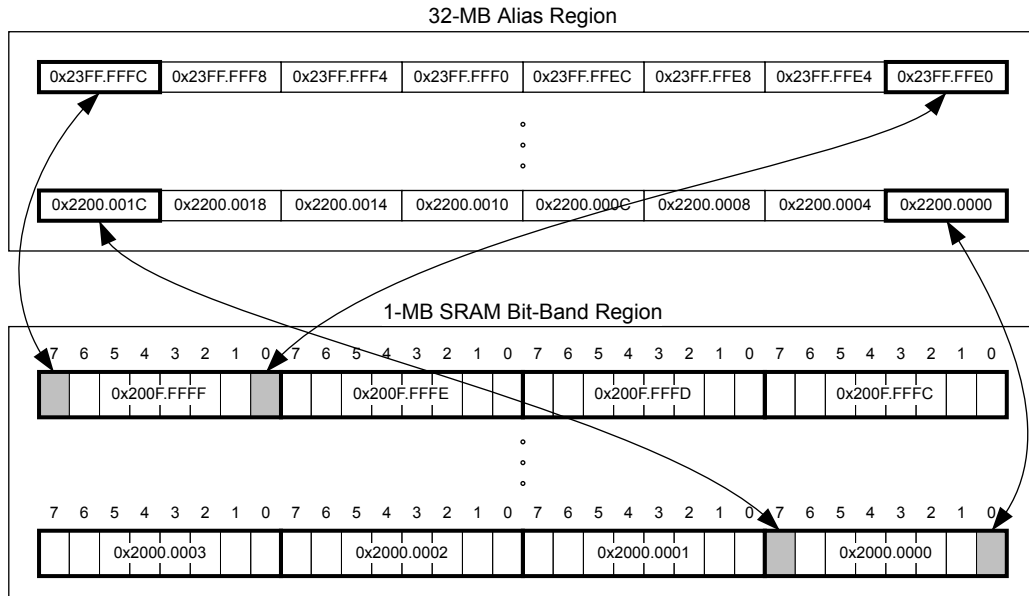 32-MB Alias Region
0x23FF.FFFC 0x23FF.FFF8 0x23FF.FFF4 0x23FF.FFF0 0x23FF.FFEC 0x23FF.FFE8 0x23FF.FFE4 0x23FF.FFE0
0x2200.001C 0x2200.0018 0x2200.0014 0x2200.0010 0x2200.000C 0x2200.0008 0x2200.0004 0x2200.0000
1-MB SRAM Bit-Band Region
7 6 5 4 3 2 1 0 7 6 5 4 3 2 1 0 7 6 5 4 3 2 1 0 7 6 5 4 3 2 1 0
0x200F.FFFF 0x200F.FFFE 0x200F.FFFD 0x200F.FFFC
7 6 5 4 3 2 1 0 7 6 5 4 3 2 1 0 7 6 5 4 3 2 1 0 7 6 5 4 3 2 1 0
0x2000.0003 0x2000.0002 0x2000.0001 0x2000.0000